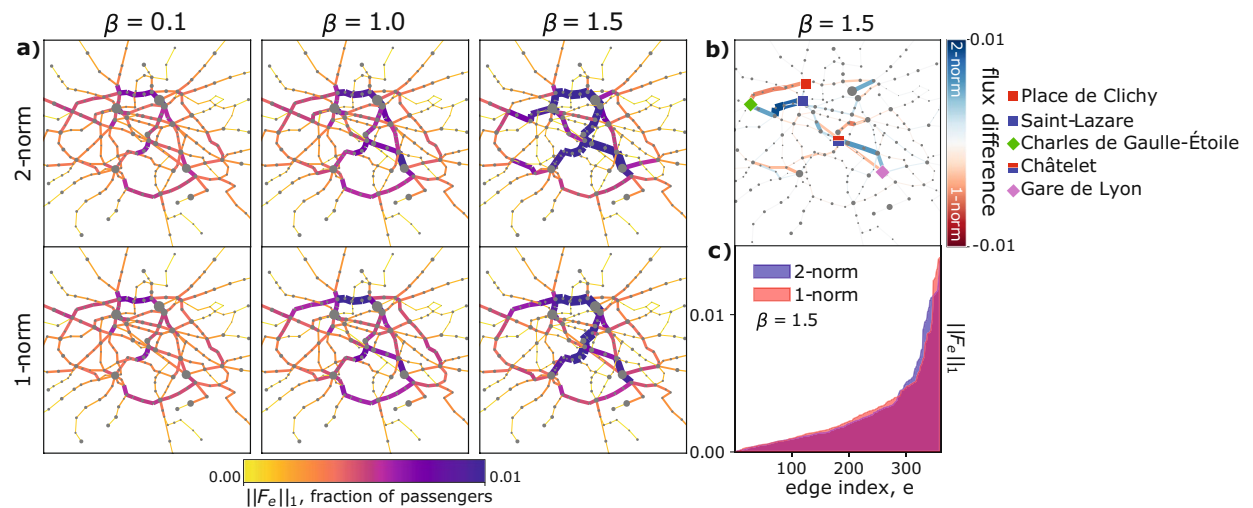 β = 0.1
β = 1.0
β = 1.5
a)
2-norm
1-norm
0.00
0.01
||F_e||_1, fraction of passengers
β = 1.5
b)
-0.01
2-norm
1-norm
-0.01
flux difference
Place de Clichy
Saint-Lazare
Charles de Gaulle-Étoile
Châtelet
Gare de Lyon
c)
2-norm
1-norm
β = 1.5
0.01
0.00
||F_e||_1
100
200
300
edge index, e